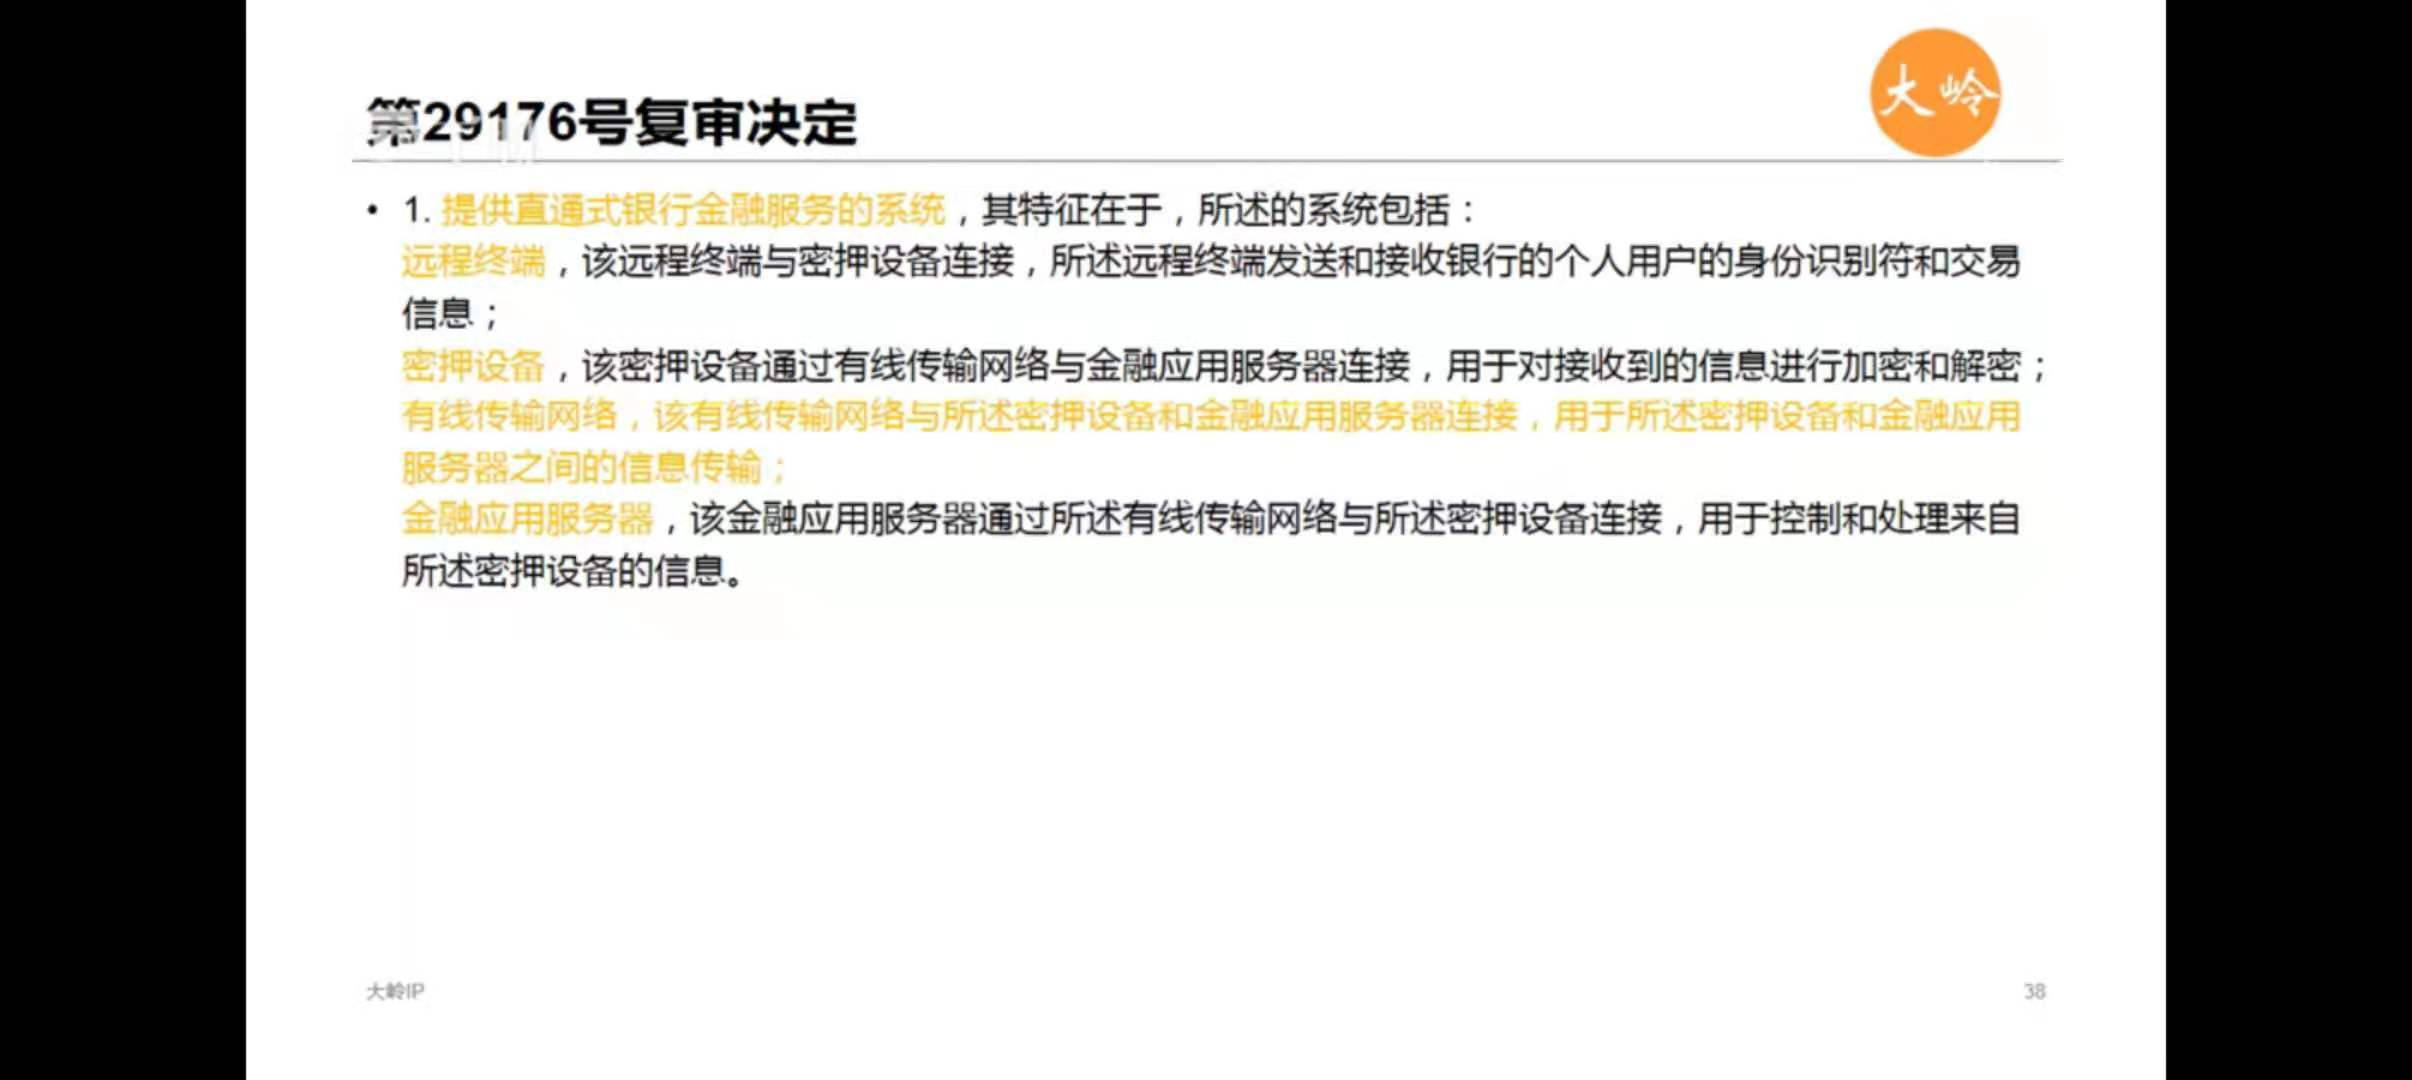 大岭
第29176号复审决定
• 1. 提供直通式银行金融服务的系统，其特征在于，所述的系统包括：
远程终端，该远程终端与密押设备连接，所述远程终端发送和接收银行的个人用户的身份识别符和交易
信息；
密押设备，该密押设备通过有线传输网络与金融应用服务器连接，用于对接收到的信息进行加密和解密；
有线传输网络，该有线传输网络与所述密押设备和金融应用服务器连接，用于所述密押设备和金融应用
服务器之间的信息传输；
金融应用服务器，该金融应用服务器通过所述有线传输网络与所述密押设备连接，用于控制和处理来自
所述密押设备的信息。
大岭IP
38